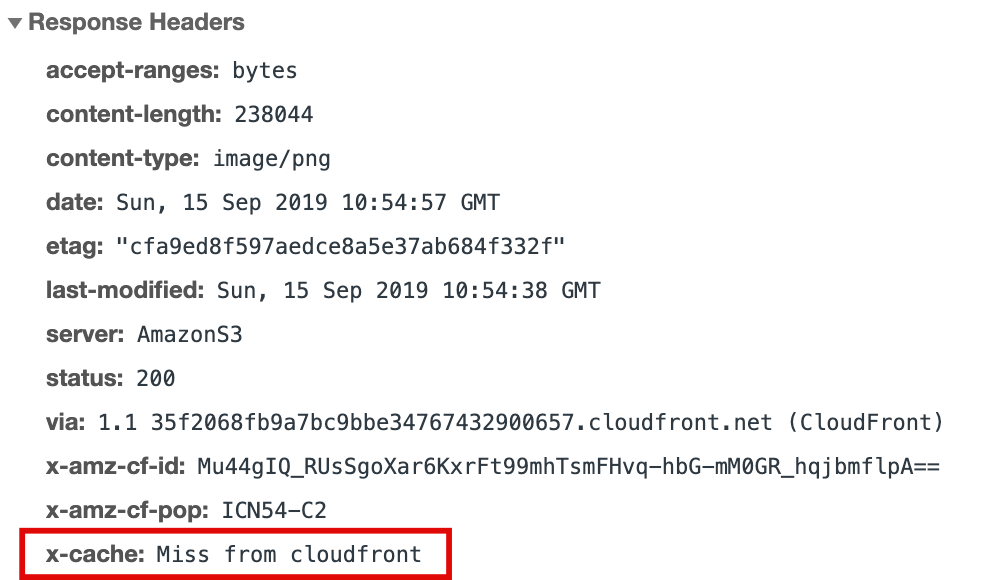 Response Headers
accept-ranges: bytes
content-length: 238044
content-type: image/png
date: Sun, 15 Sep 2019 10:54:57 GMT
etag: "cfa9ed8f597aedce8a5e37ab684f332f"
last-modified: Sun, 15 Sep 2019 10:54:38 GMT
server: AmazonS3
status: 200
via: 1.1 35f2068fb9a7bc9bbe34767432900657.cloudfront.net (CloudFront)
x-amz-cf-id: Mu44gIQ_RUsSgoXar6KxrFt99mhTsmFHvq-hbG-mM0GR_hqjbmflpA==
x-amz-cf-pop: ICN54-C2
x-cache: Miss from cloudfront